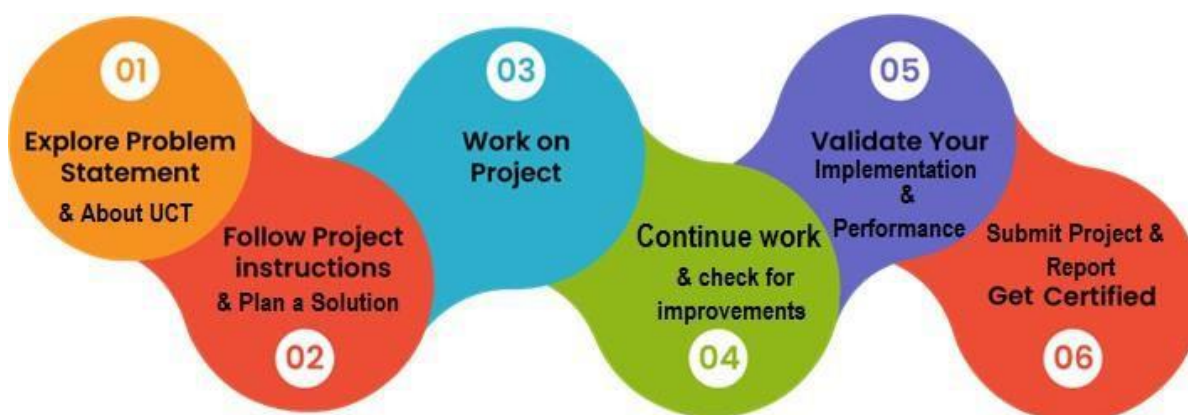 01
Explore Problem
Statement
& About UCT
Follow Project
instructions
& Plan a Solution
02
03
Work on
Project
Continue work
& check for
improvements
04
05
Validate Your
Implementation
&
Performance
Submit Project &
Report
Get Certified
06